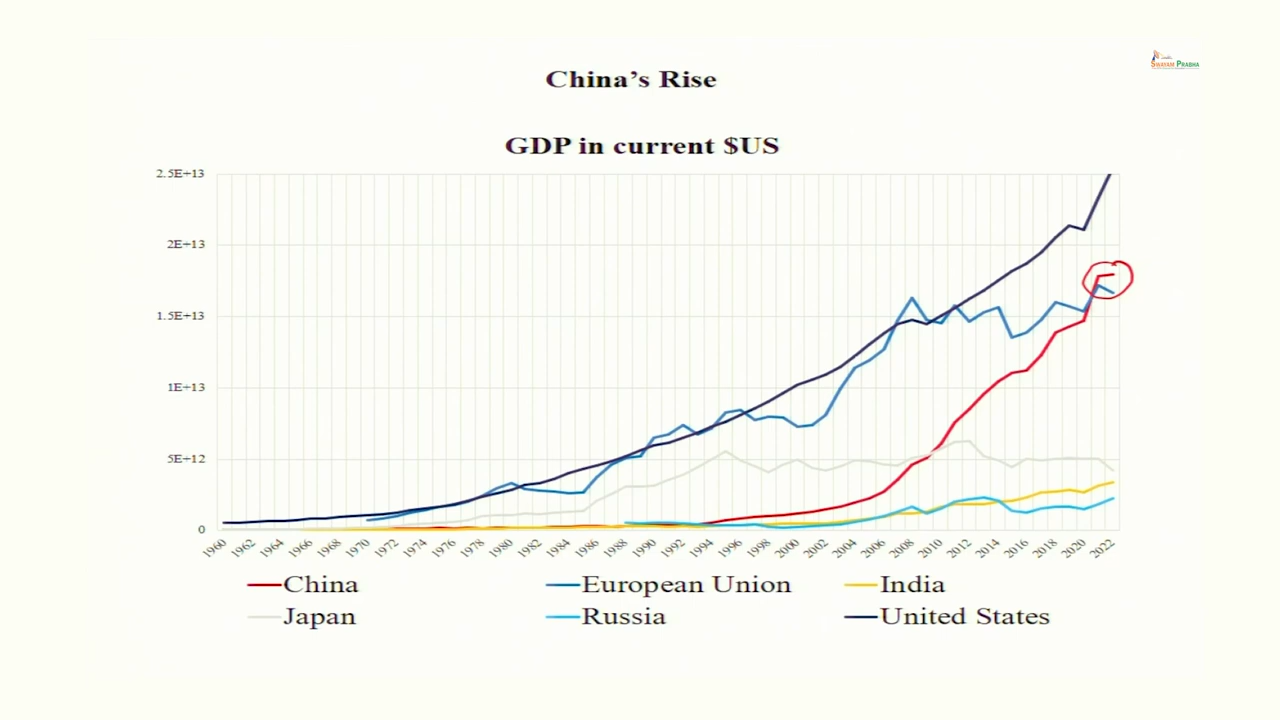 SWAYAM PRABHA
China's Rise
GDP in current $US
2.5E+13
2E+13
1.5E+13
1E+13
5E+12
0
1960 1962 1964 1966 1968 1970 1972 1974 1976 1978 1980 1982 1984 1986 1988 1990 1992 1994 1996 1998 2000 2002 2004 2006 2008 2010 2012 2014 2016 2018 2020 2022
China European Union India
Japan Russia United States